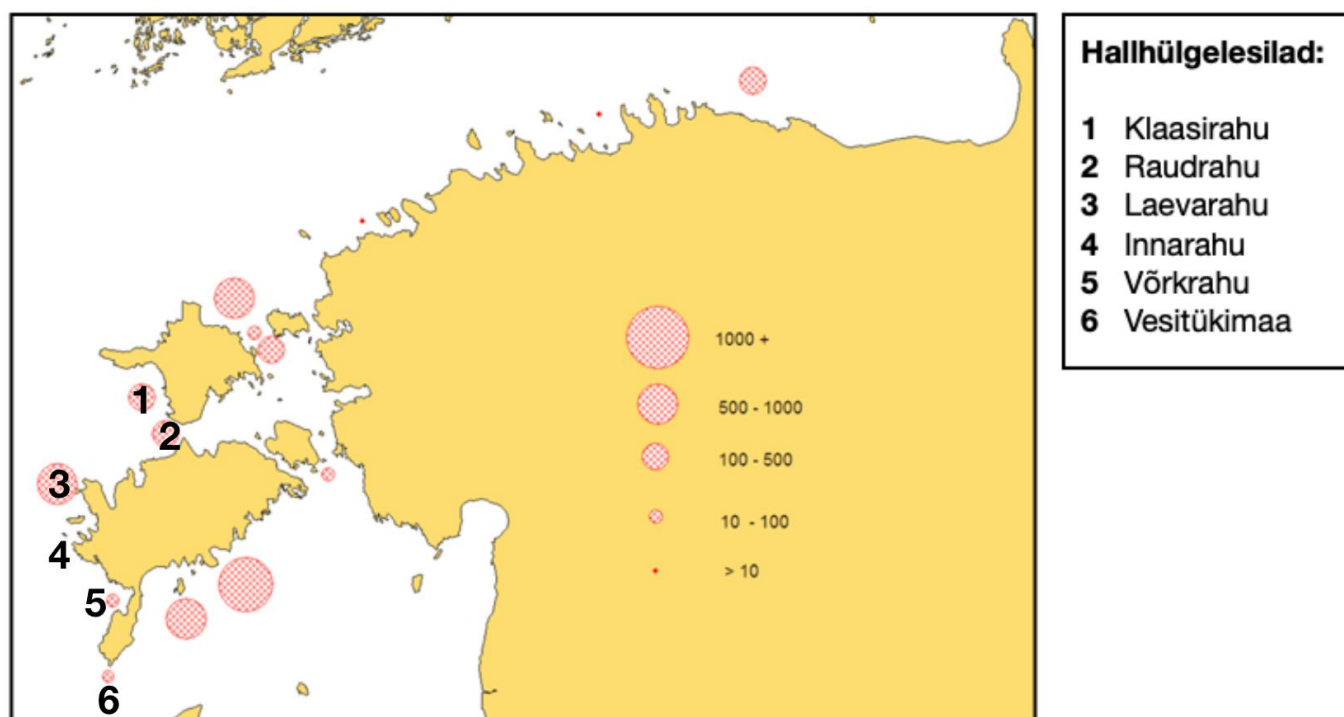 Hallhülgelesilad:
1 Klaasirahu
2 Raudrahu
3 Laevarahu
4 Innarahu
5 Võrkrahu
6 Vesitükimaa
1000 +
500 - 1000
100 - 500
10 - 100
> 10
1
2
3
4
5
6